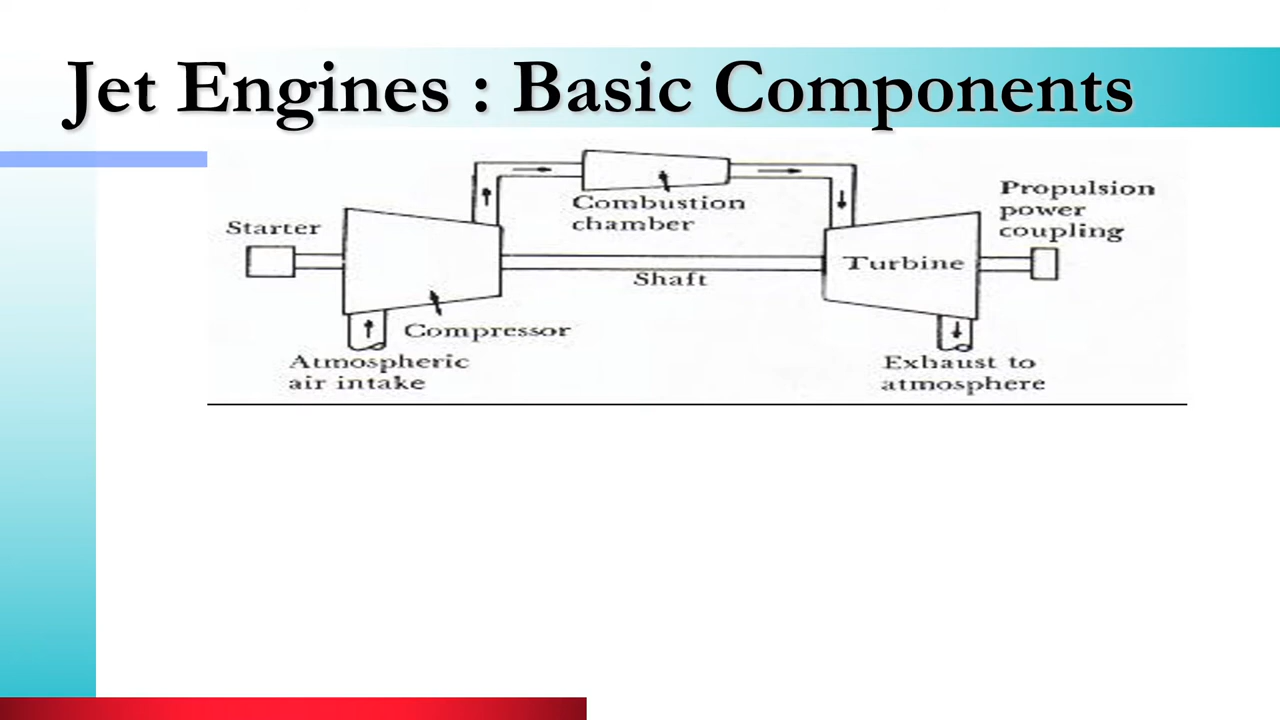 Jet Engines : Basic Components
Propulsion
power
coupling
Combustion
chamber
Starter
Turbine
Shaft
Compressor
Atmospheric
air intake
Exhaust to
atmosphere